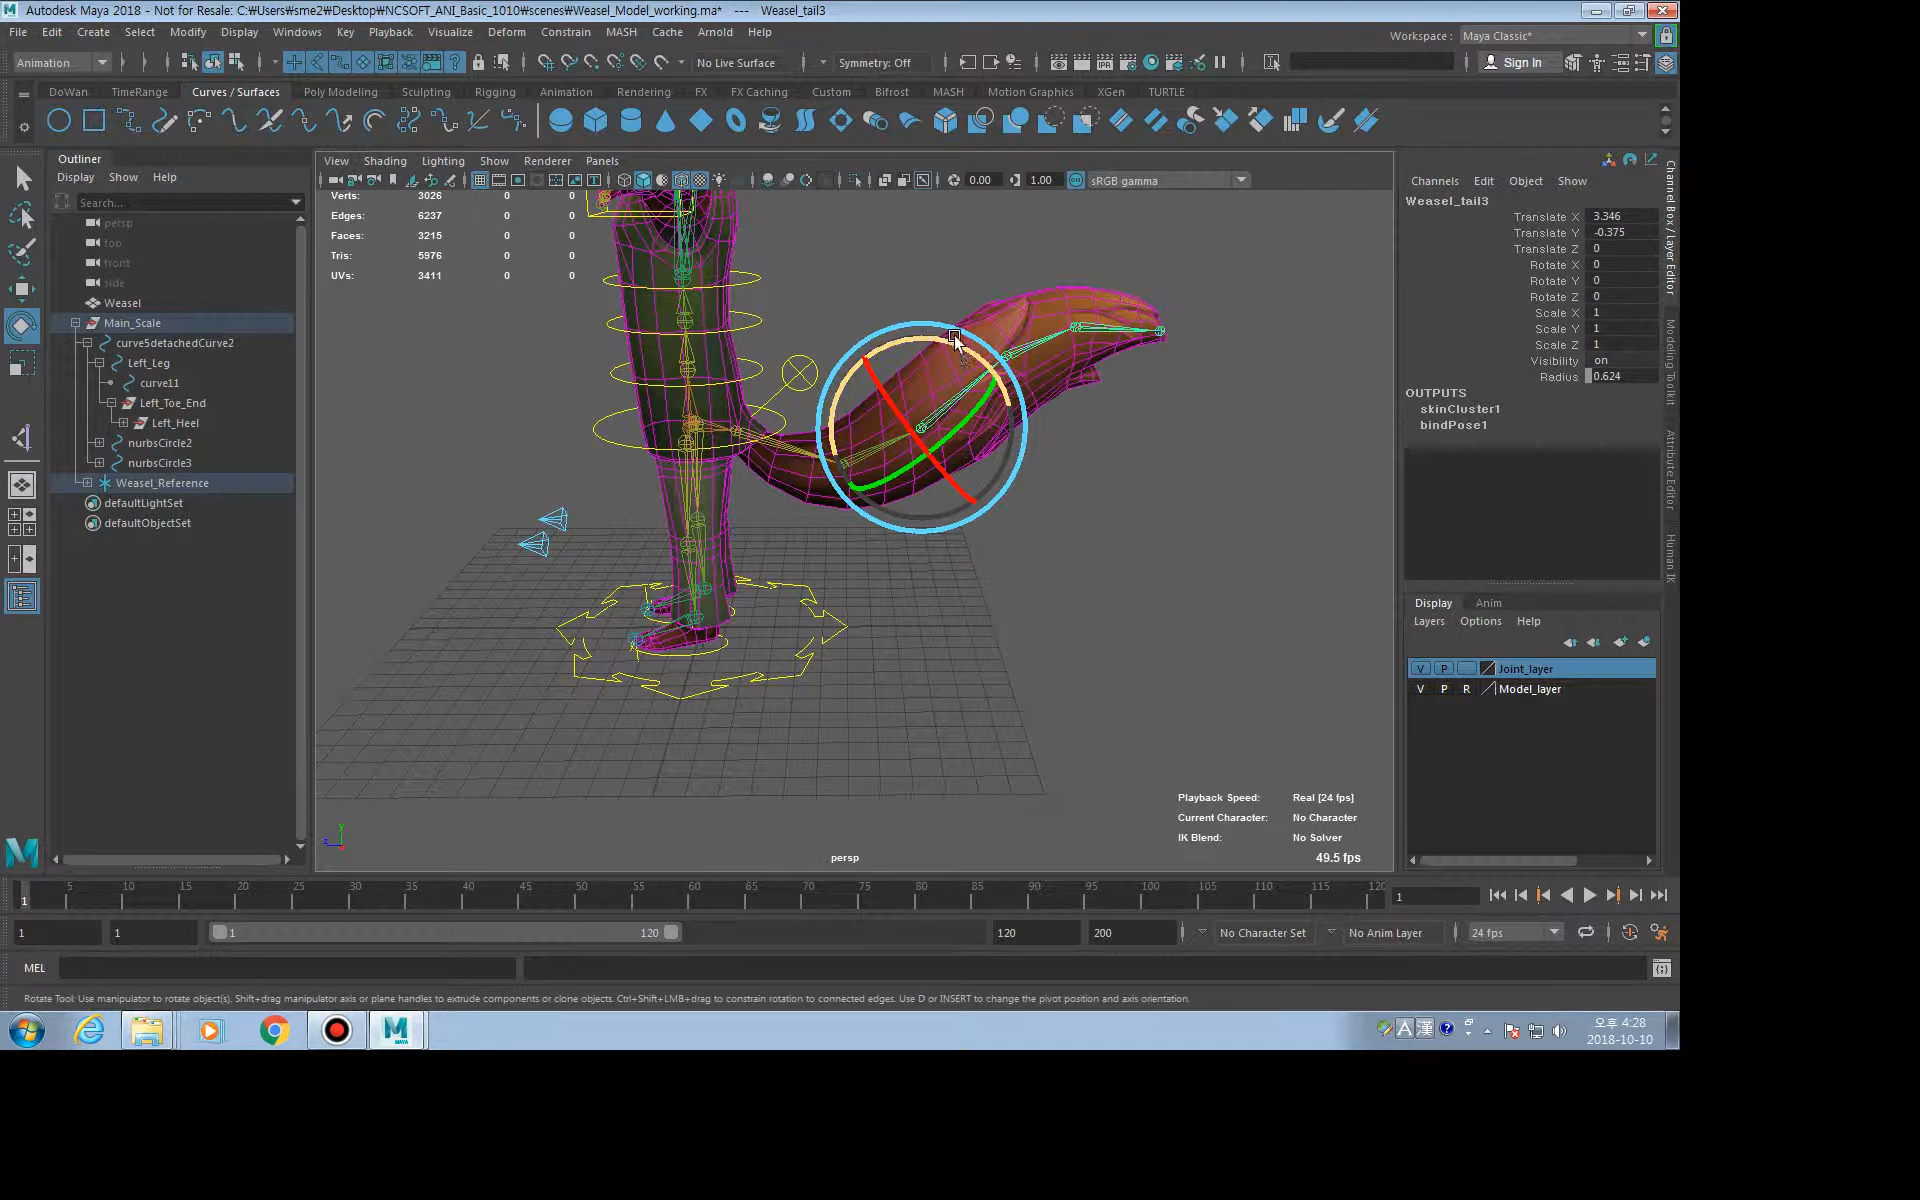 Autodesk Maya 2018 - Not for Resale: C:₩Users₩sme2₩Desktop₩NCSOFT_ANI_Basic_1010₩scenes₩Weasel_Model_working.ma*   ---   Weasel_tail3
File Edit Create Select Modify Display Windows Key Playback Visualize Deform Constrain MASH Cache Arnold Help
Workspace : Maya Classic*
Animation No Live Surface Symmetry: Off Sign In
DoWan TimeRange Curves / Surfaces Poly Modeling Sculpting Rigging Animation Rendering FX FX Caching Custom Bifrost MASH Motion Graphics XGen TURTLE
Outliner
Display Show Help
Search...
persp
top
front
side
Weasel
Main_Scale
curve5detachedCurve2
Left_Leg
curve11
Left_Toe_End
Left_Heel
nurbsCircle2
nurbsCircle3
Weasel_Reference
defaultLightSet
defaultObjectSet
View Shading Lighting Show Renderer Panels
0.00 1.00 sRGB gamma
Verts: 3026 0 0
Edges: 6237 0 0
Faces: 3215 0 0
Tris: 5976 0 0
UVs: 3411 0 0
Playback Speed: Real [24 fps]
Current Character: No Character
IK Blend: No Solver
49.5 fps
persp
Channels Edit Object Show
Weasel_tail3
Translate X 3.346
Translate Y -0.375
Translate Z 0
Rotate X 0
Rotate Y 0
Rotate Z 0
Scale X 1
Scale Y 1
Scale Z 1
Visibility on
Radius 0.624
OUTPUTS
skinCluster1
bindPose1
Channel Box / Layer Editor
Modeling Toolkit
Attribute Editor
Human IK
Display Anim
Layers Options Help
V P Joint_layer
V P R Model_layer
1 5 10 15 20 25 30 35 40 45 50 55 60 65 70 75 80 85 90 95 100 105 110 115 120
1
1 1 1 120 120 200 No Character Set No Anim Layer 24 fps
MEL
Rotate Tool: Use manipulator to rotate object(s). Shift+drag manipulator axis or plane handles to extrude components or clone objects. Ctrl+Shift+LMB+drag to constrain rotation to connected edges. Use D or INSERT to change the pivot position and axis orientation.
A 漢
오후 4:28
2018-10-10